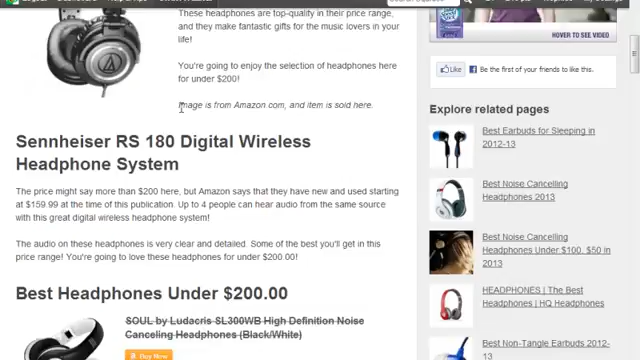 These headphones are top-quality in their price range,
and they make fantastic gifts for the music lovers in your
life!
You're going to enjoy the selection of headphones here
for under $200!
Image is from Amazon.com, and item is sold here.
Sennheiser RS 180 Digital Wireless
Headphone System
The price might say more than $200 here, but Amazon says that they have new and used starting
at $159.99 at the time of this publication. Up to 4 people can hear audio from the same source
with this great digital wireless headphone system!
The audio on these headphones is very clear and detailed. Some of the best you'll get in this
price range! You're going to love these headphones for under $200.00!
Best Headphones Under $200.00
SOUL by Ludacris SL300WB High Definition Noise
Canceling Headphones (Black/White)
Buy Now
HOVER TO SEE VIDEO
Like
Be the first of your friends to like this.
Explore related pages
Best Earbuds for Sleeping in
2012-13
Best Noise Cancelling
Headphones 2013
Best Noise Cancelling
Headphones Under $100, $50 in
2013
HEADPHONES | The Best
Headphones | HQ Headphones
Best Non-Tangle Earbuds 2012-
13